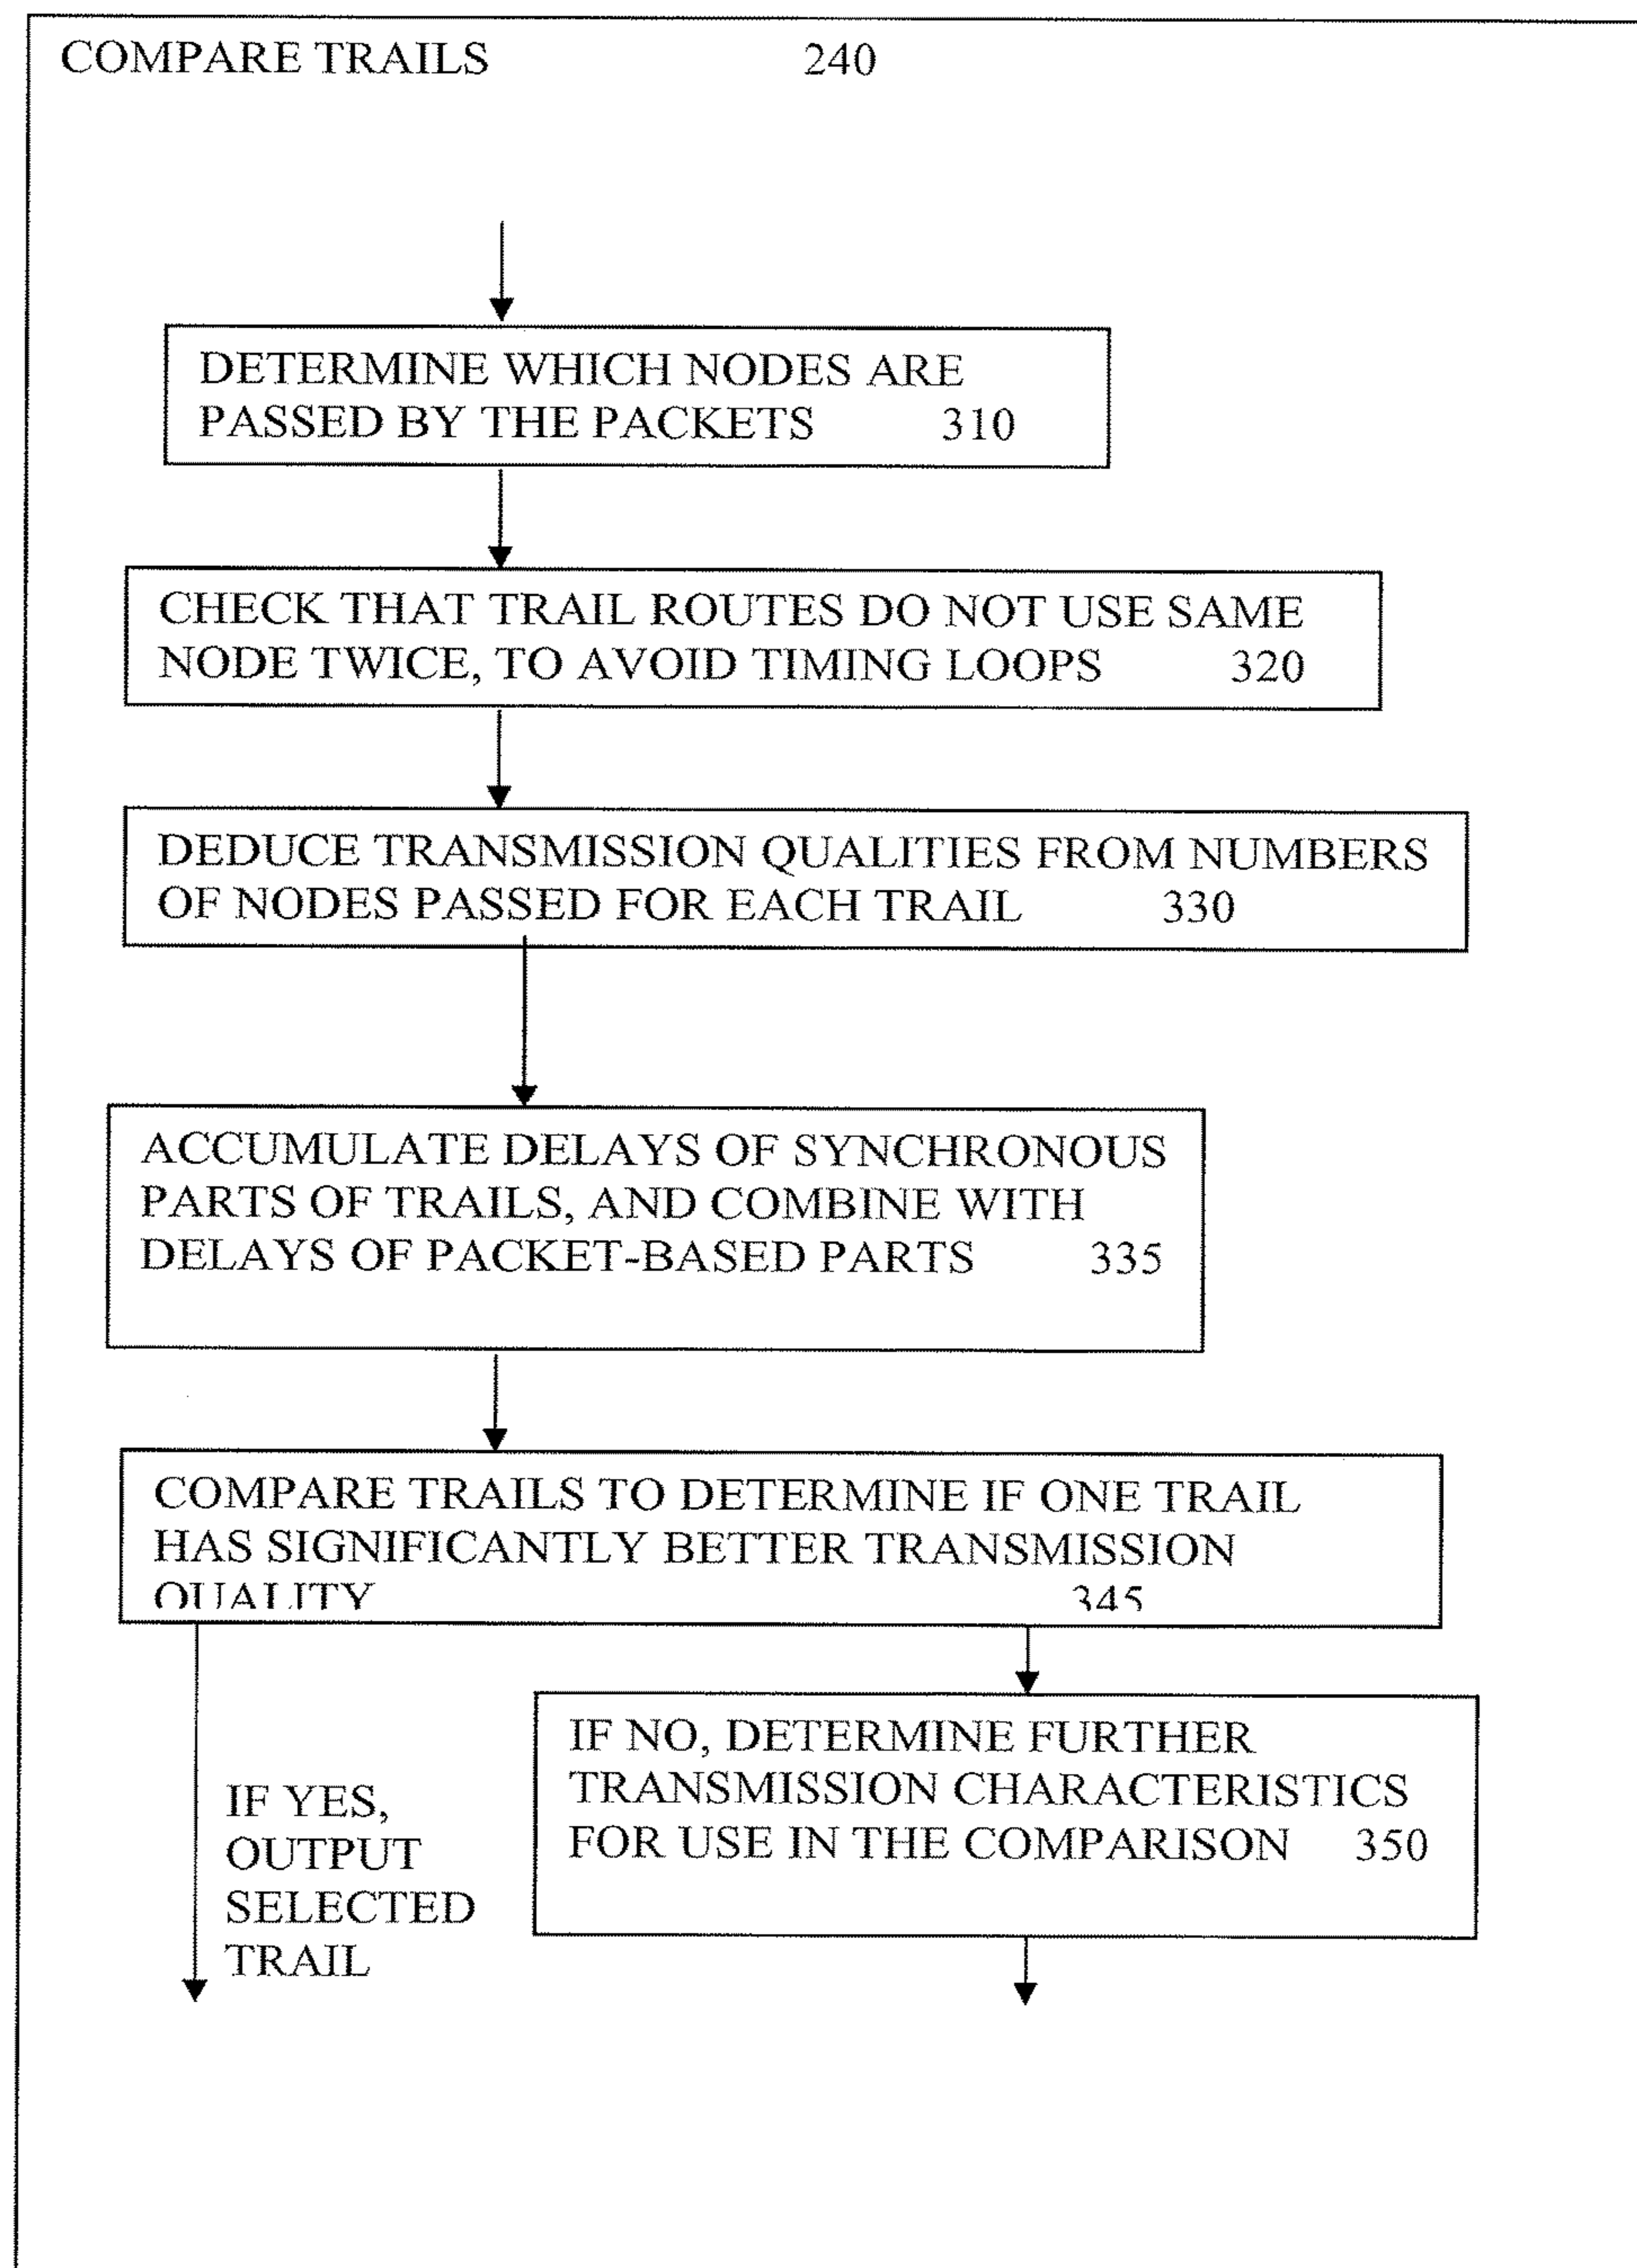 COMPARE TRAILS 240
DETERMINE WHICH NODES ARE
PASSED BY THE PACKETS 310
CHECK THAT TRAIL ROUTES DO NOT USE SAME
NODE TWICE, TO AVOID TIMING LOOPS 320
DEDUCE TRANSMISSION QUALITIES FROM NUMBERS
OF NODES PASSED FOR EACH TRAIL 330
ACCUMULATE DELAYS OF SYNCHRONOUS
PARTS OF TRAILS, AND COMBINE WITH
DELAYS OF PACKET-BASED PARTS 335
COMPARE TRAILS TO DETERMINE IF ONE TRAIL
HAS SIGNIFICANTLY BETTER TRANSMISSION
QUALITY 345
IF NO, DETERMINE FURTHER
TRANSMISSION CHARACTERISTICS
FOR USE IN THE COMPARISON 350
IF YES,
OUTPUT
SELECTED
TRAIL